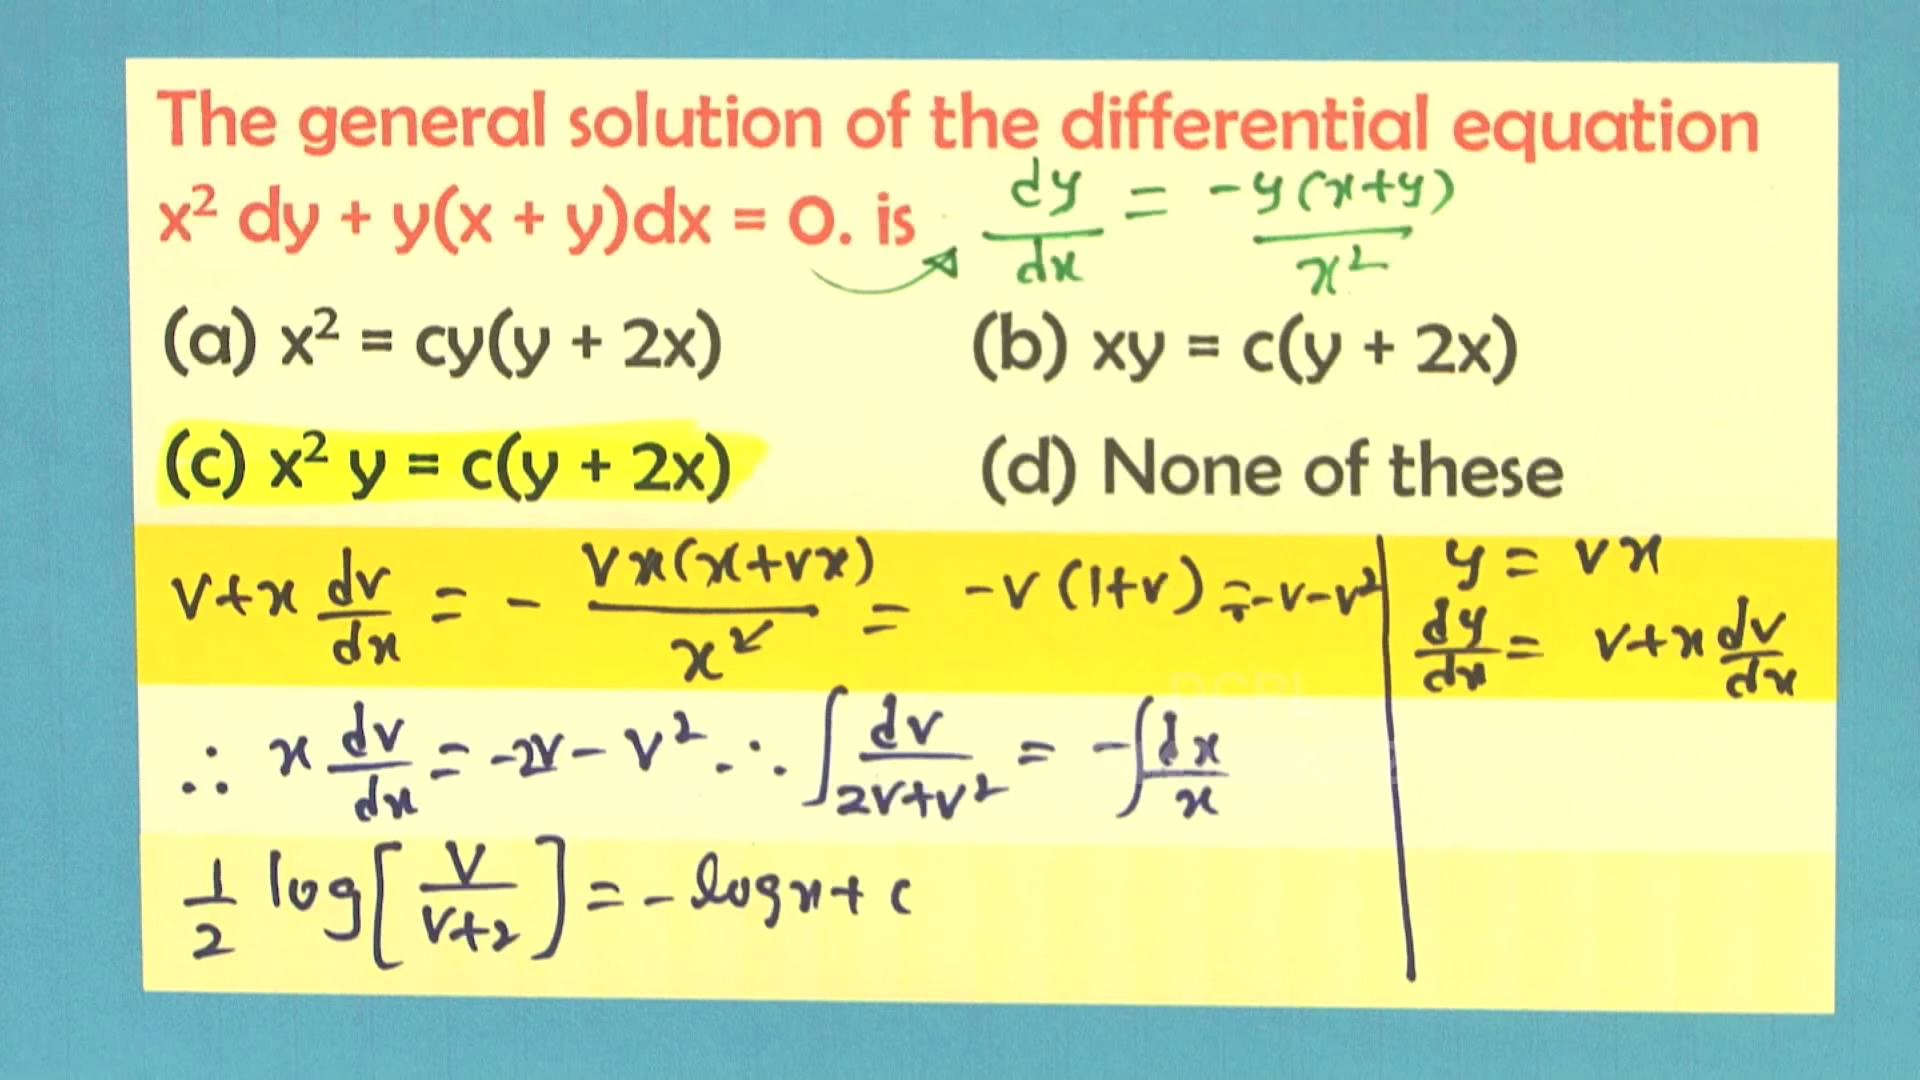 The general solution of the differential equation
x² dy + y(x + y)dx = 0. is dy/dx = -y(x+y)/x²
(a) x² = cy(y + 2x) (b) xy = c(y + 2x)
(c) x² y = c(y + 2x) (d) None of these
v+x dv/dx = - vx(x+vx)/x² = -v(1+v) = -v-v² y = vx
dy/dx = v+x dv/dx
∴ x dv/dx = -2v - v² ∴ ∫ dv/2v+v² = -∫ dx/x
1/2 log[v/v+2] = - log x + c